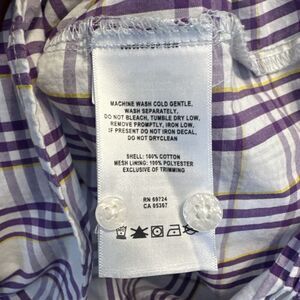 MACHINE WASH COLD GENTLE,
WASH SEPARATELY,
DO NOT BLEACH, TUMBLE DRY LOW,
REMOVE PROMPTLY, IRON LOW,
IF PRESENT DO NOT IRON DECAL,
DO NOT DRYCLEAN
SHELL: 100% COTTON
MESH LINING: 100% POLYESTER
EXCLUSIVE OF TRIMMING
RN 69724
CA 05367